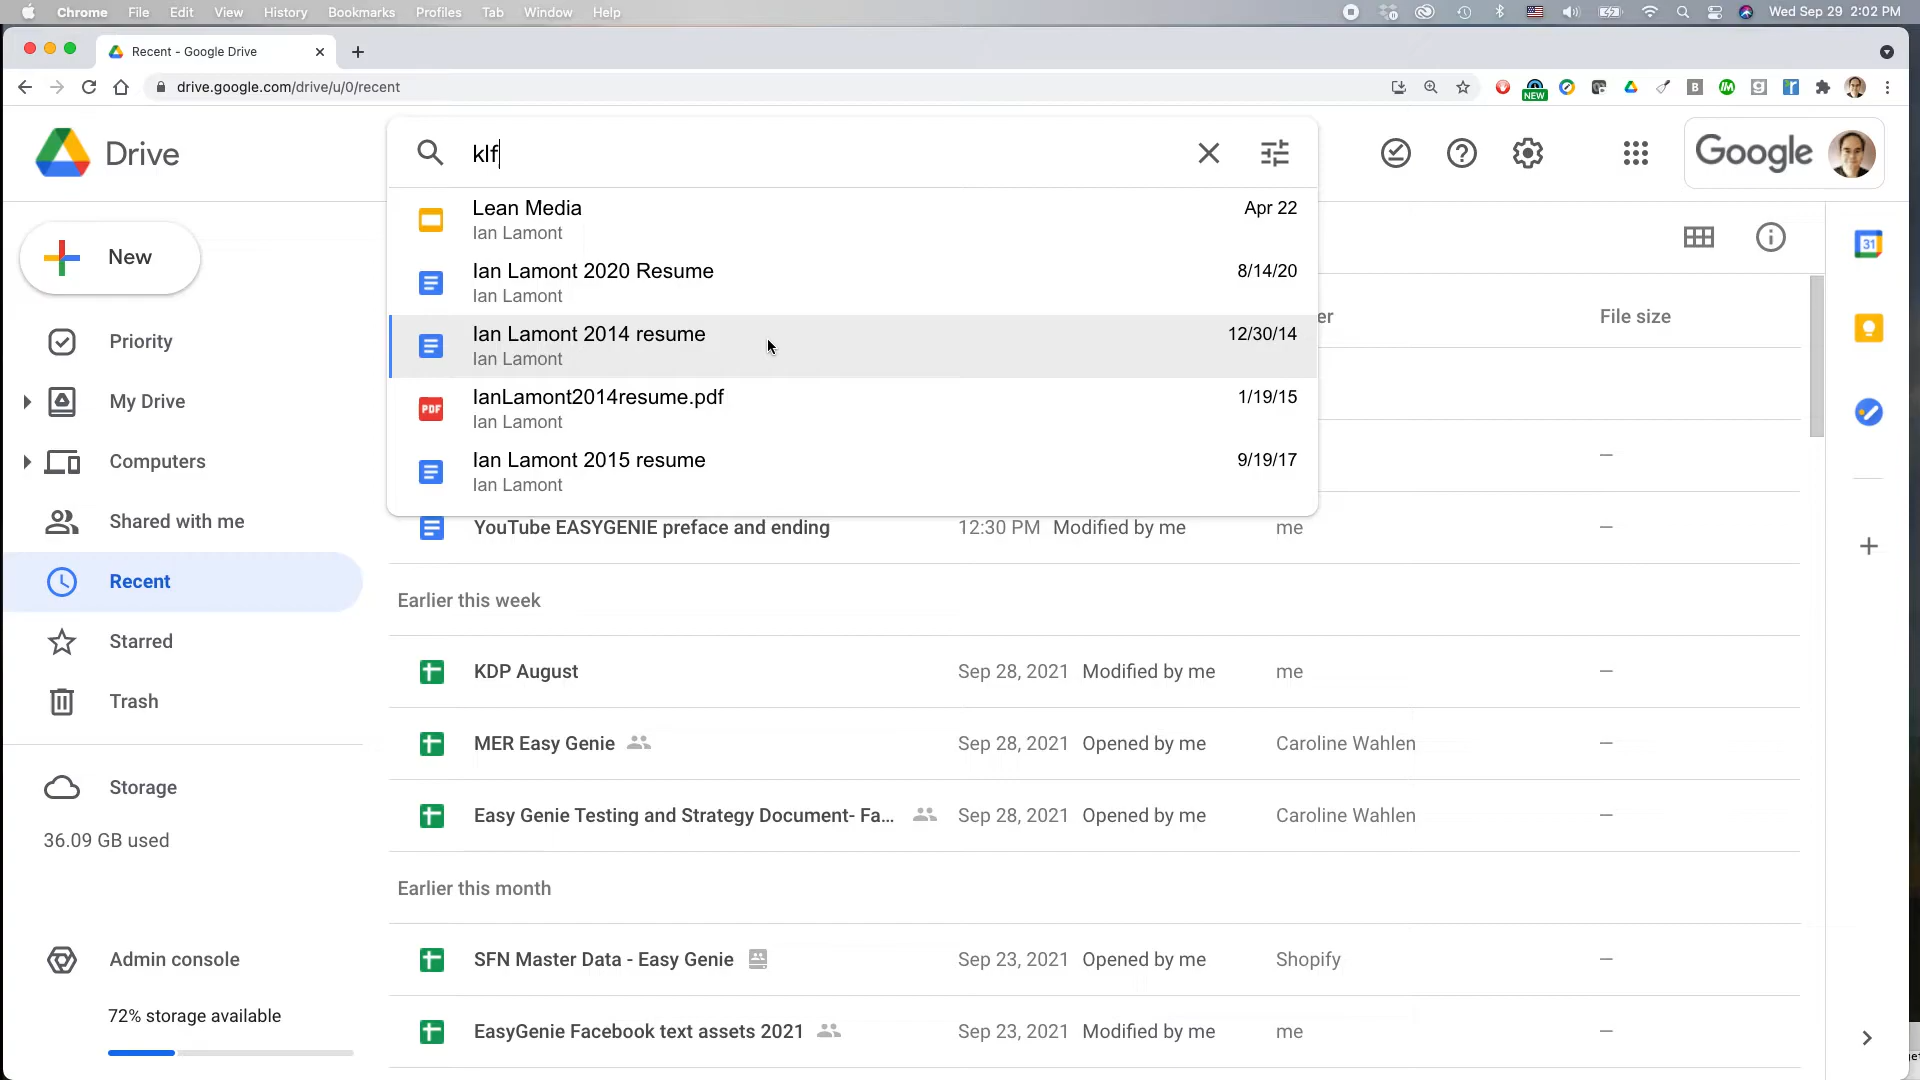 Chrome File Edit View History Bookmarks Profiles Tab Window Help Wed Sep 29 2:02 PM
Recent - Google Drive
drive.google.com/drive/u/0/recent
NEW
Drive
klf
Google
Lean Media Apr 22
Ian Lamont
Ian Lamont 2020 Resume 8/14/20
Ian Lamont
Ian Lamont 2014 resume 12/30/14
Ian Lamont
PDF IanLamont2014resume.pdf 1/19/15
Ian Lamont
Ian Lamont 2015 resume 9/19/17
Ian Lamont
er File size
New
Priority
My Drive
Computers
Shared with me
Recent
Starred
Trash
Storage
36.09 GB used
Admin console
72% storage available
31
—
YouTube EASYGENIE preface and ending 12:30 PM Modified by me me —
Earlier this week
KDP August Sep 28, 2021 Modified by me me —
MER Easy Genie Sep 28, 2021 Opened by me Caroline Wahlen —
Easy Genie Testing and Strategy Document- Fa... Sep 28, 2021 Opened by me Caroline Wahlen —
Earlier this month
SFN Master Data - Easy Genie Sep 23, 2021 Opened by me Shopify —
EasyGenie Facebook text assets 2021 Sep 23, 2021 Modified by me me —